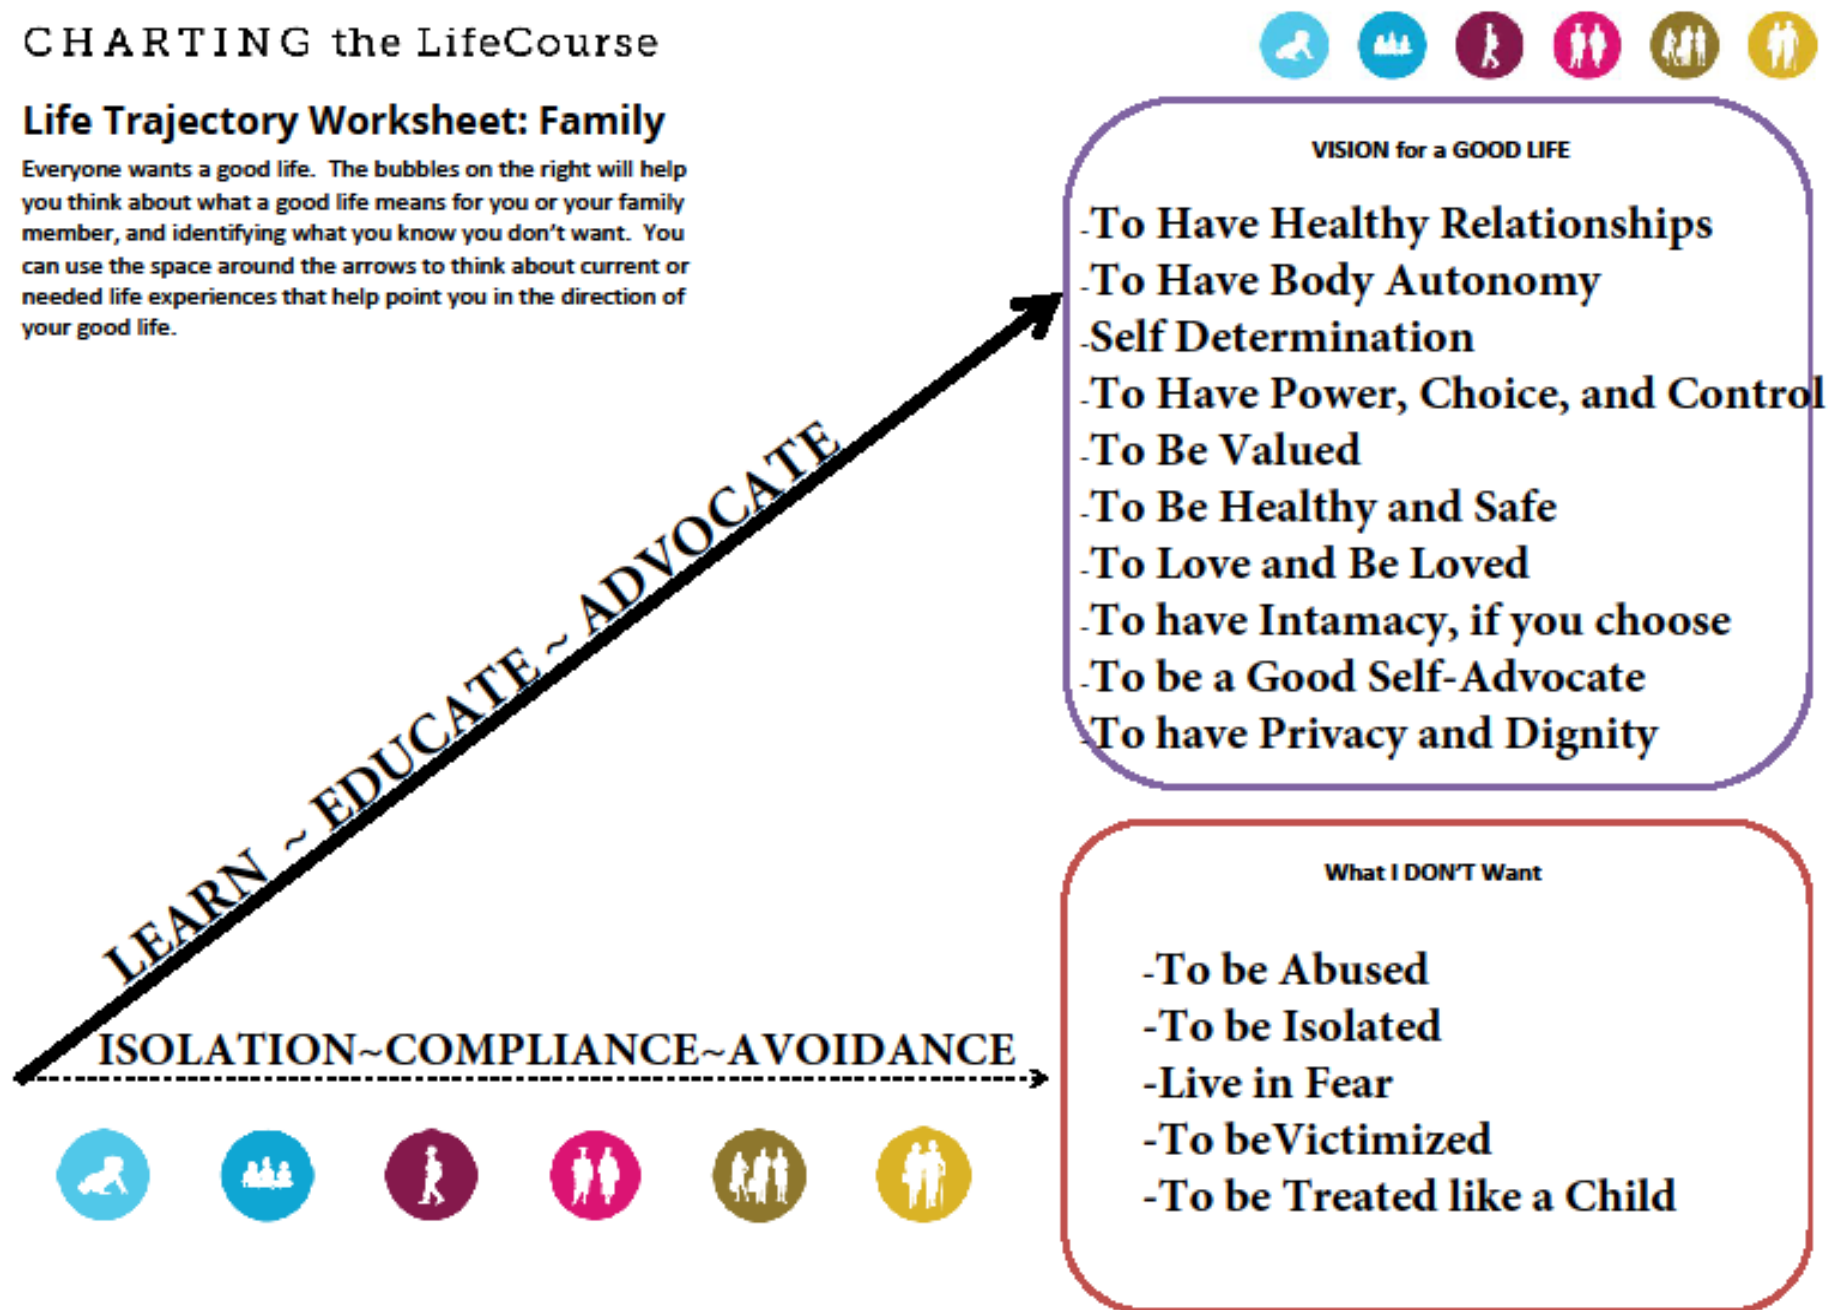 CHARTING the LifeCourse
Life Trajectory Worksheet: Family
Everyone wants a good life. The bubbles on the right will help
you think about what a good life means for you or your family
member, and identifying what you know you don't want. You
can use the space around the arrows to think about current or
needed life experiences that help point you in the direction of
your good life.
VISION for a GOOD LIFE
-To Have Healthy Relationships
-To Have Body Autonomy
-Self Determination
-To Have Power, Choice, and Control
-To Be Valued
-To Be Healthy and Safe
-To Love and Be Loved
-To have Intamacy, if you choose
-To be a Good Self-Advocate
-To have Privacy and Dignity
LEARN ~ EDUCATE ~ ADVOCATE
ISOLATION~COMPLIANCE~AVOIDANCE
What I DON'T Want
-To be Abused
-To be Isolated
-Live in Fear
-To beVictimized
-To be Treated like a Child